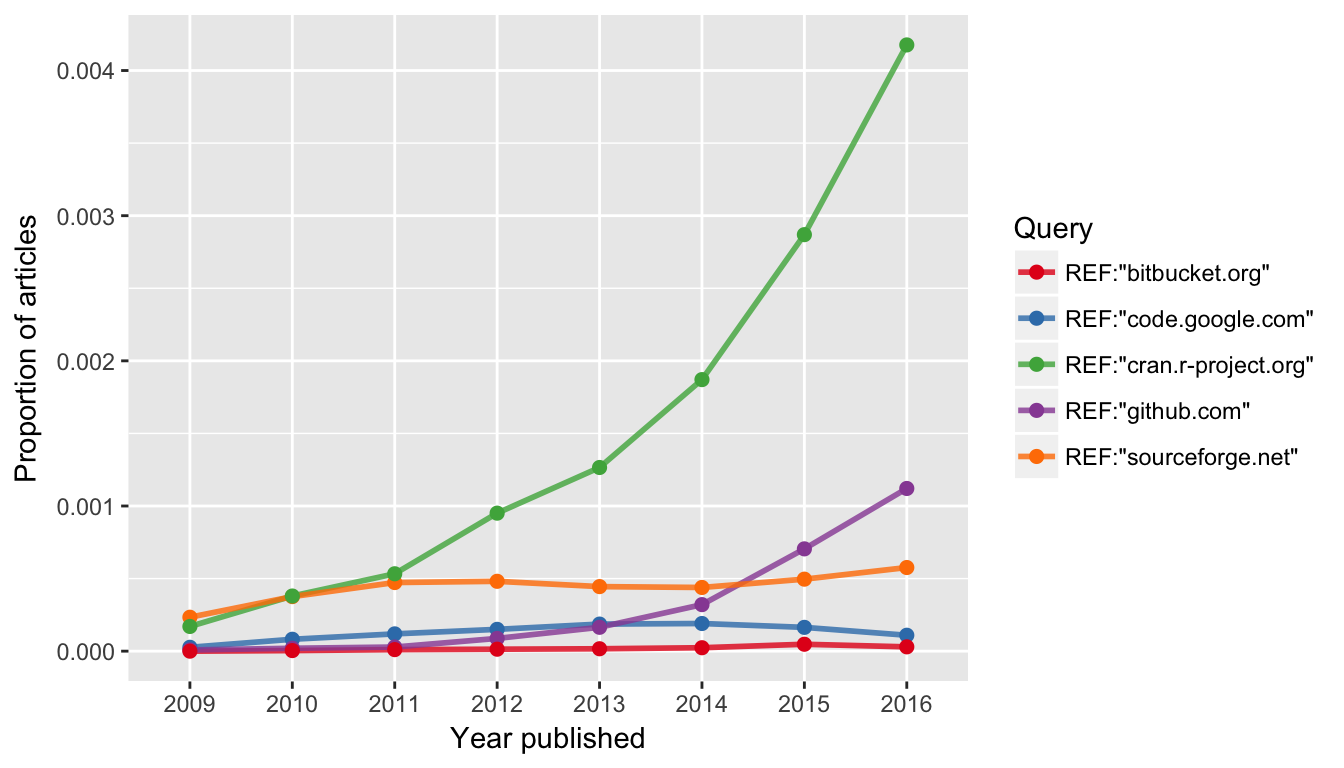 0.004
0.003
0.002
0.001
0.000
Proportion of articles
2009 2010 2011 2012 2013 2014 2015 2016
Year published
Query
REF:"bitbucket.org"
REF:"code.google.com"
REF:"cran.r-project.org"
REF:"github.com"
REF:"sourceforge.net"